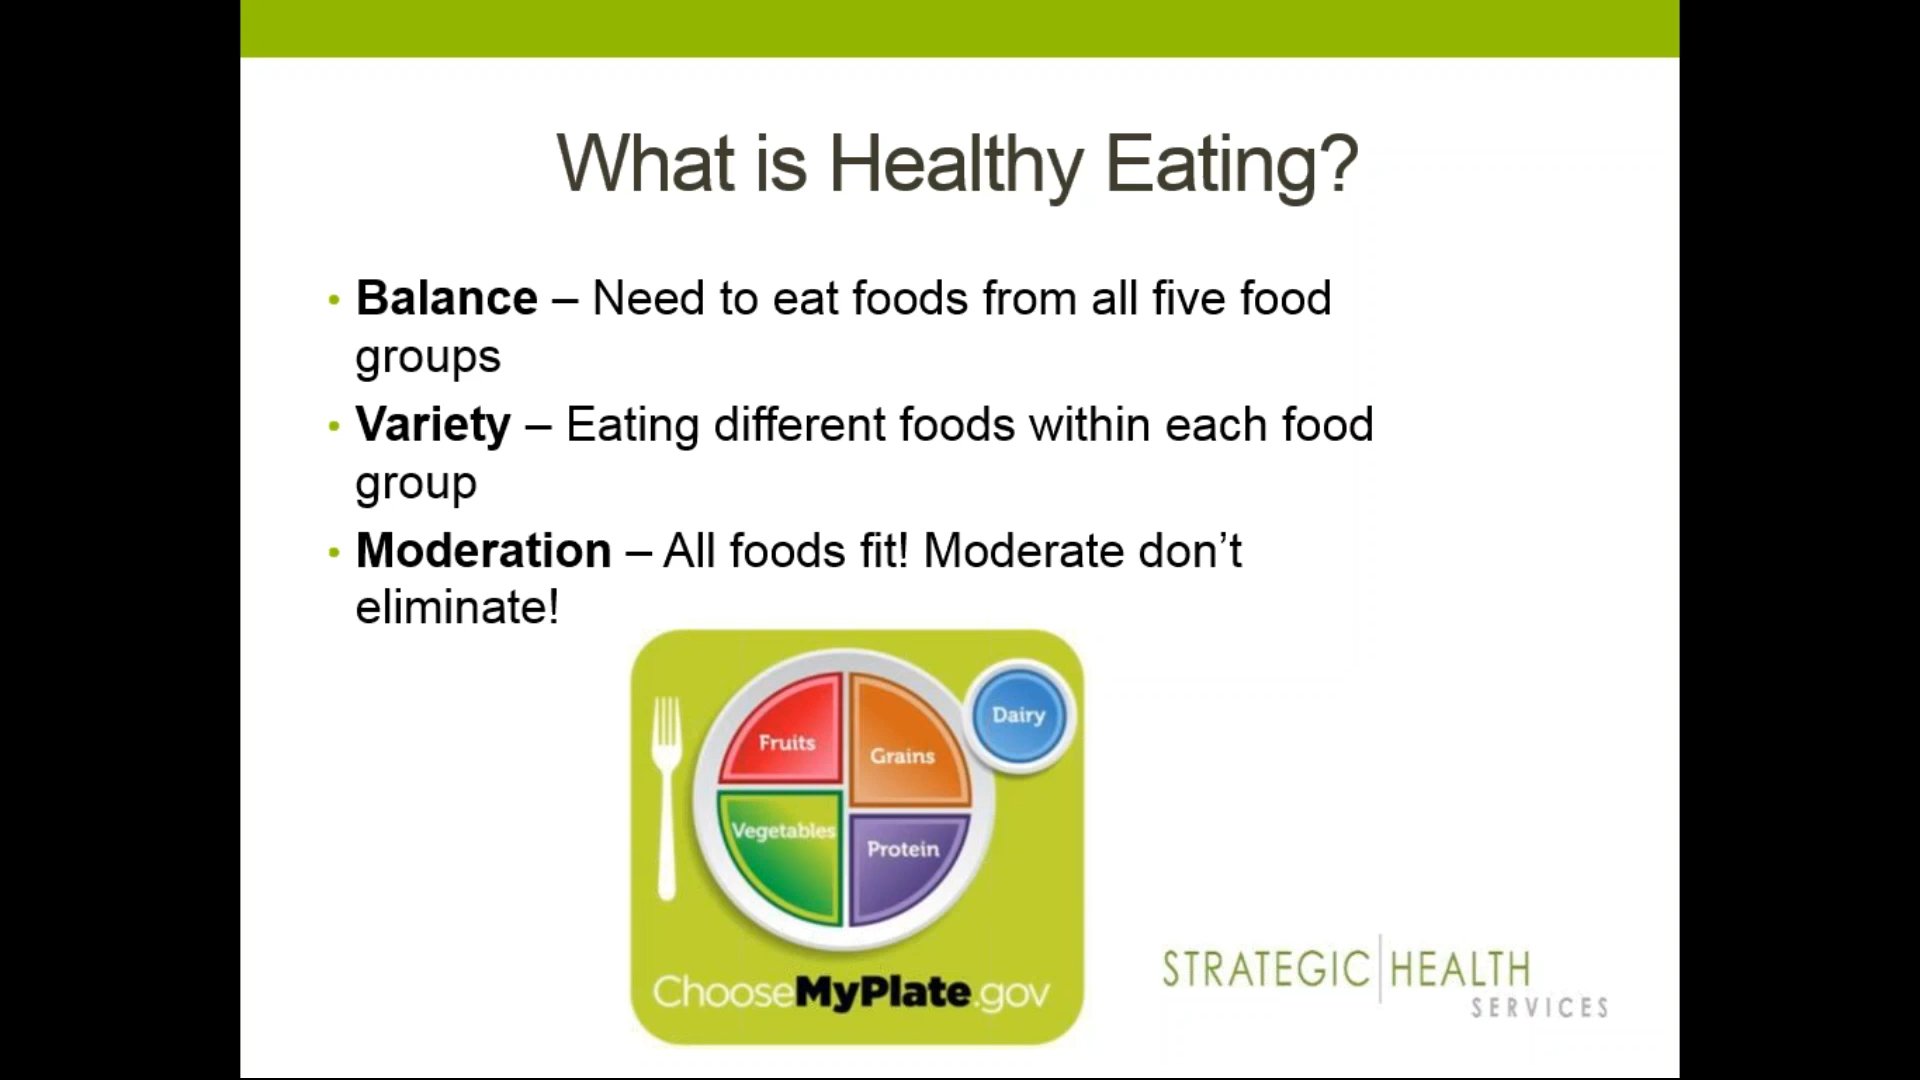 What is Healthy Eating?
• Balance – Need to eat foods from all five food
groups
• Variety – Eating different foods within each food
group
• Moderation – All foods fit! Moderate don’t
eliminate!
Fruits
Grains
Dairy
Vegetables
Protein
ChooseMyPlate.gov
STRATEGIC HEALTH
SERVICES